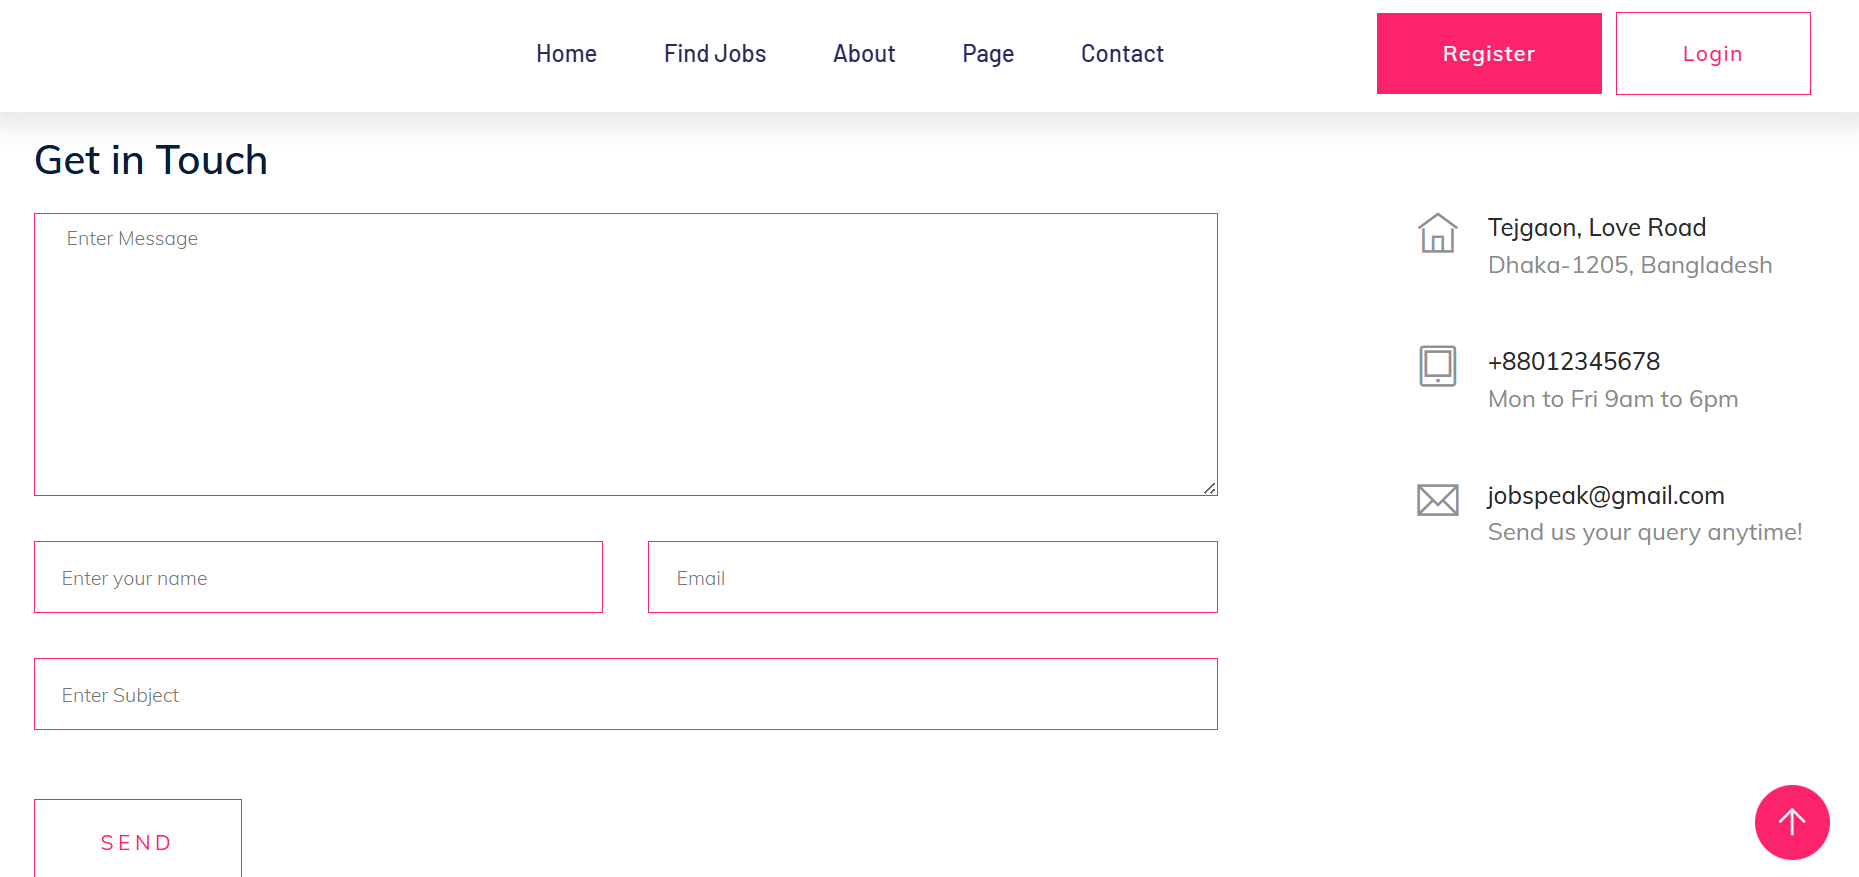 Home Find Jobs About Page Contact Register Login
Get in Touch
Enter Message
Enter your name Email
Enter Subject
SEND
Tejgaon, Love Road
Dhaka-1205, Bangladesh
+88012345678
Mon to Fri 9am to 6pm
jobspeak@gmail.com
Send us your query anytime!